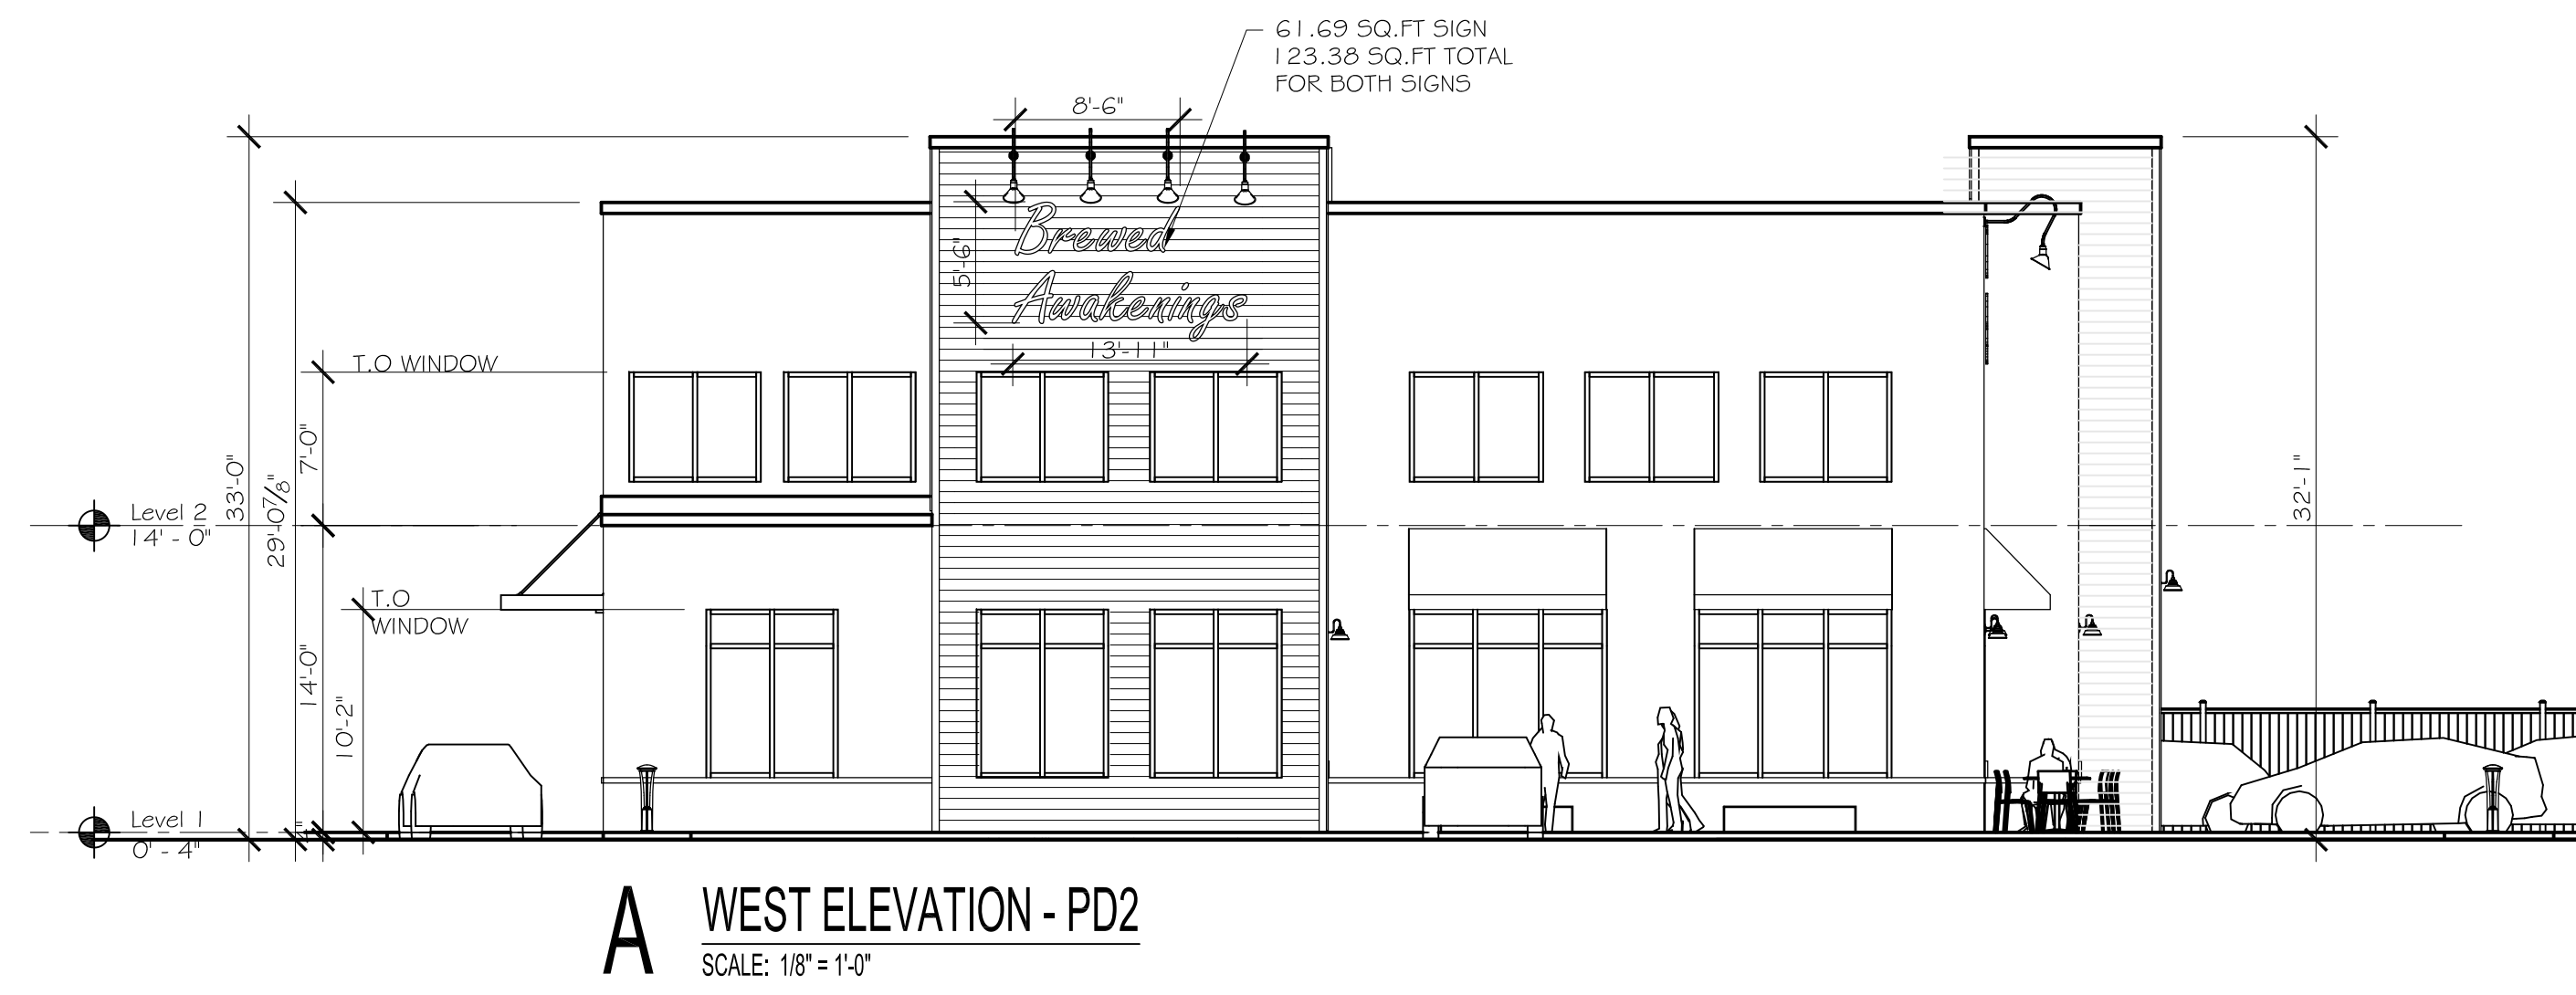 61.69 SQ.FT SIGN
123.38 SQ.FT TOTAL
FOR BOTH SIGNS
8'-6"
Brewed
5'-6"
Awakenings
13'-11"
T.O WINDOW
7'-0"
33'-0"
29'-0⅞"
32'-1"
Level 2
14' - 0"
T.O
WINDOW
14'-0"
10'-2"
Level 1
0' - 4"
A
WEST ELEVATION - PD2
SCALE: 1/8" = 1'-0"